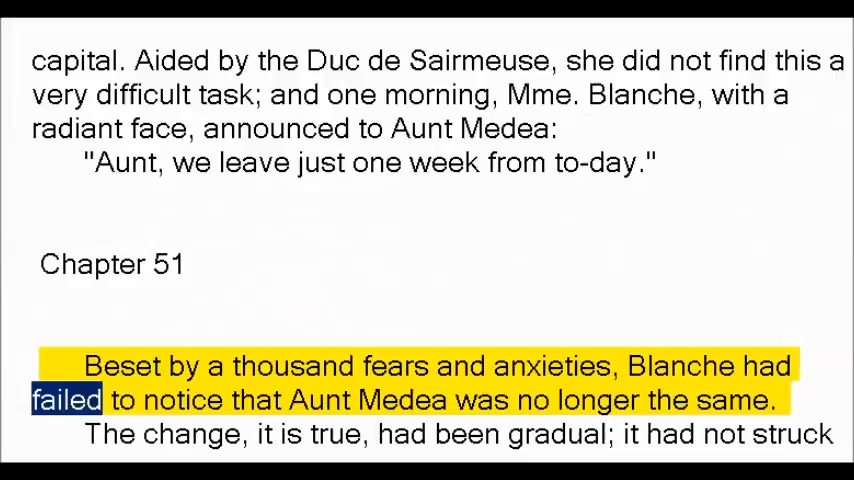 capital. Aided by the Duc de Sairmeuse, she did not find this a
very difficult task; and one morning, Mme. Blanche, with a
radiant face, announced to Aunt Medea:
"Aunt, we leave just one week from to-day."
Chapter 51
Beset by a thousand fears and anxieties, Blanche had
failed to notice that Aunt Medea was no longer the same.
The change, it is true, had been gradual; it had not struck